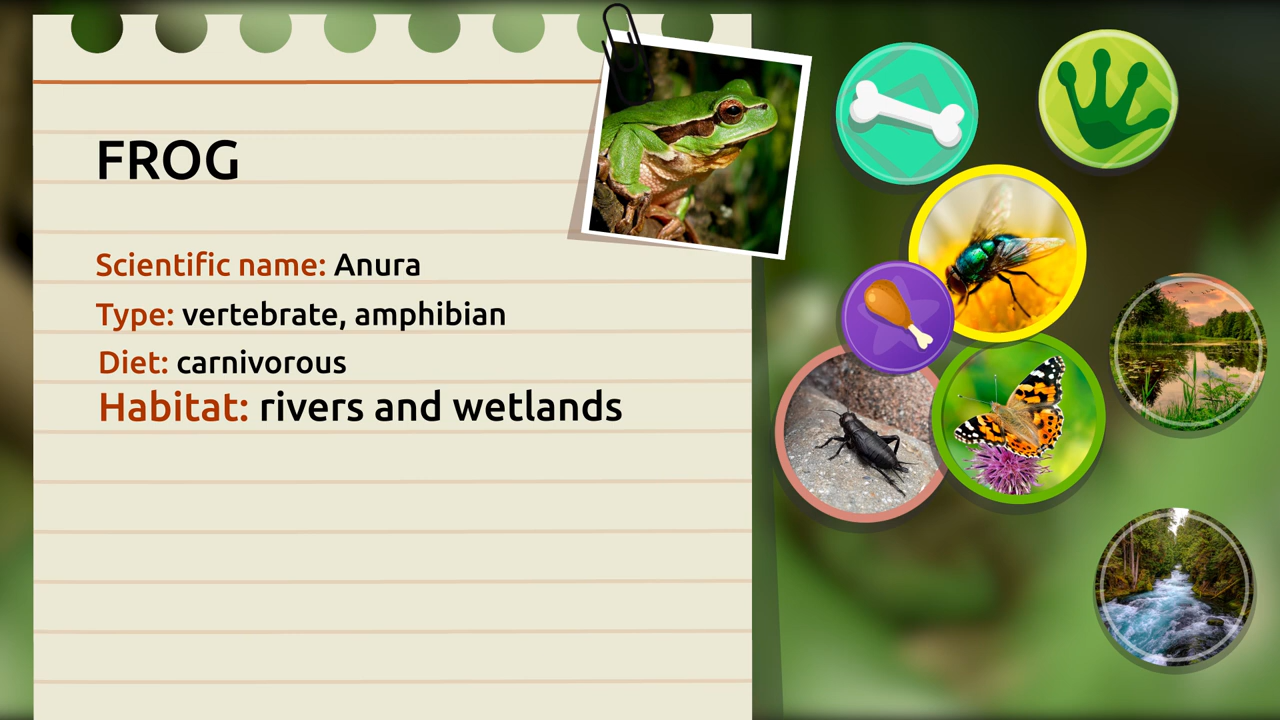 FROG
Scientific name: Anura
Type: vertebrate, amphibian
Diet: carnivorous
Habitat: rivers and wetlands